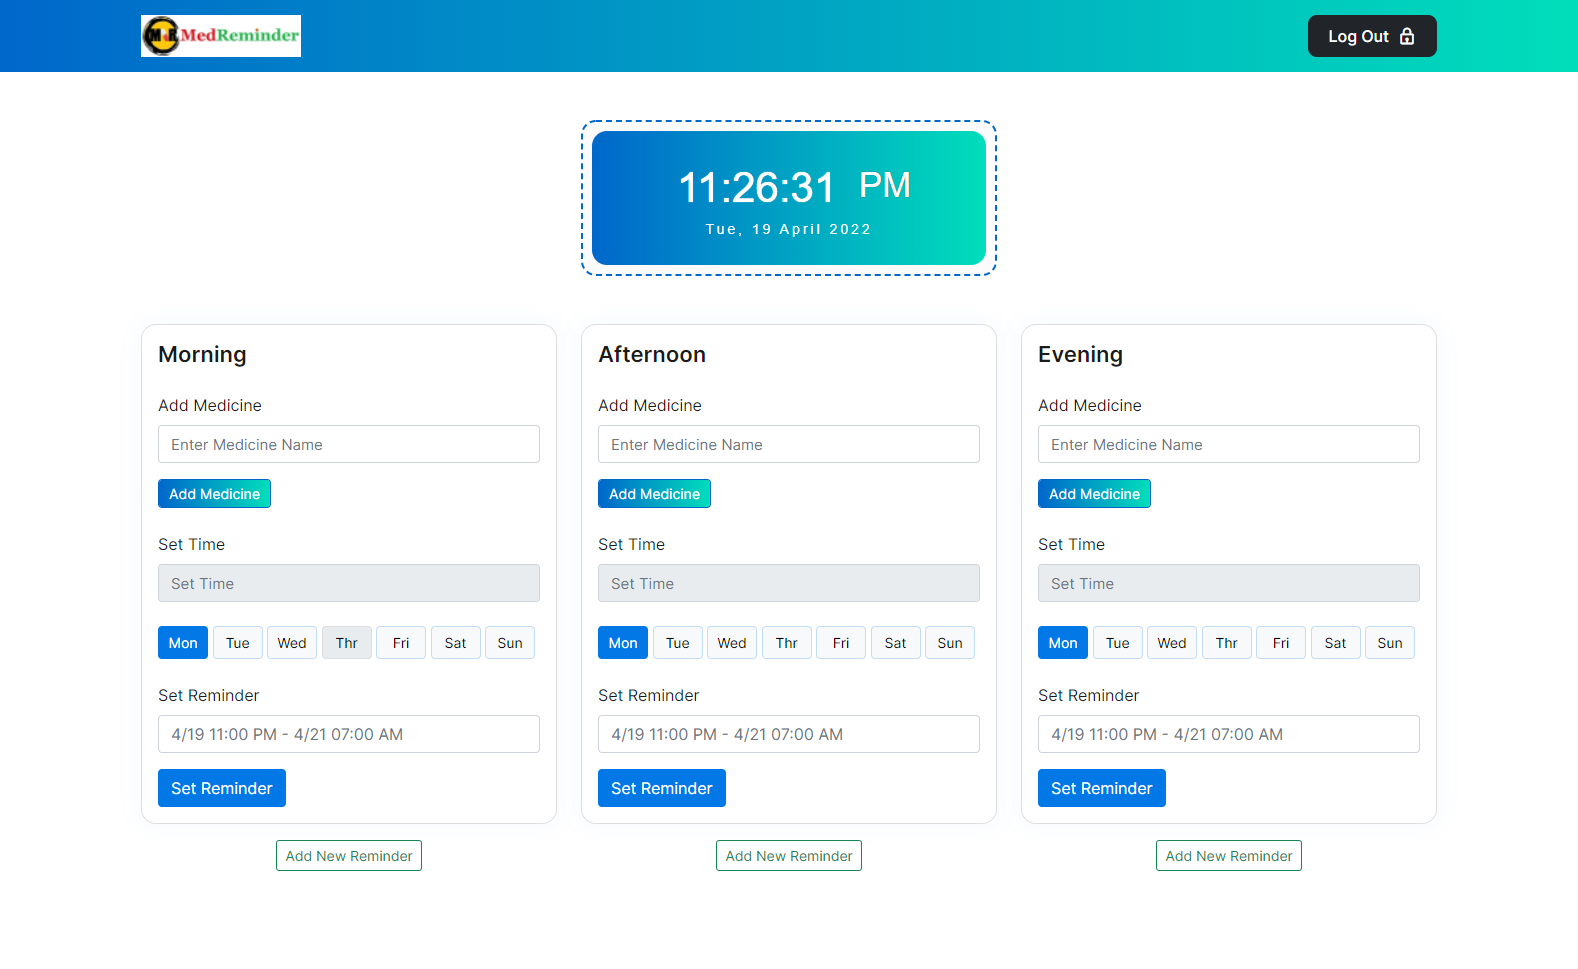 MR MedReminder
Log Out
11:26:31 PM
Tue, 19 April 2022
Morning
Add Medicine
Enter Medicine Name
Add Medicine
Set Time
Set Time
Mon Tue Wed Thr Fri Sat Sun
Set Reminder
4/19 11:00 PM - 4/21 07:00 AM
Set Reminder
Add New Reminder
Afternoon
Add Medicine
Enter Medicine Name
Add Medicine
Set Time
Set Time
Mon Tue Wed Thr Fri Sat Sun
Set Reminder
4/19 11:00 PM - 4/21 07:00 AM
Set Reminder
Add New Reminder
Evening
Add Medicine
Enter Medicine Name
Add Medicine
Set Time
Set Time
Mon Tue Wed Thr Fri Sat Sun
Set Reminder
4/19 11:00 PM - 4/21 07:00 AM
Set Reminder
Add New Reminder